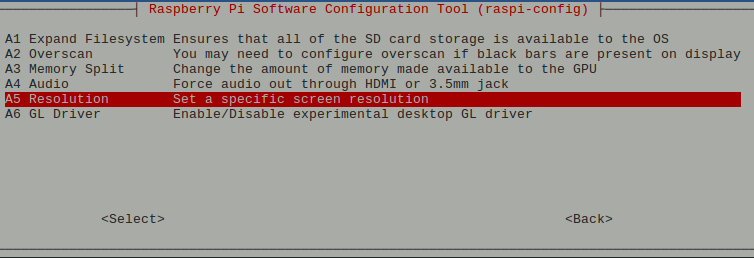 Raspberry Pi Software Configuration Tool (raspi-config)
A1 Expand Filesystem Ensures that all of the SD card storage is available to the OS
A2 Overscan You may need to configure overscan if black bars are present on display
A3 Memory Split Change the amount of memory made available to the GPU
A4 Audio Force audio out through HDMI or 3.5mm jack
A5 Resolution Set a specific screen resolution
A6 GL Driver Enable/Disable experimental desktop GL driver
<Select> <Back>